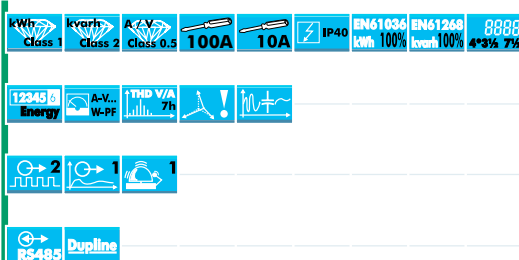 kWh
Class 1
kvarh
Class 2
A / V
Class 0.5
100A
10A
IP40
EN61036
kWh 100%
EN61268
kvarh 100%
8888
4*3½ 7½
12345 6
Energy
A-V...
W-PF
THD V/A
7h
!
2
1
1
RS485
Dupline